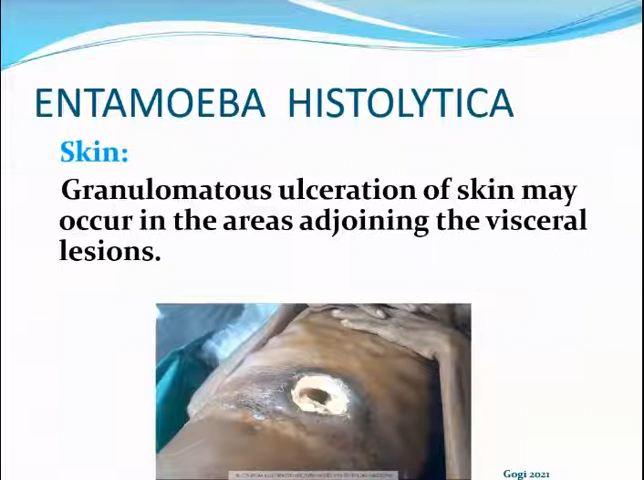 ENTAMOEBA HISTOLYTICA
Skin:
Granulomatous ulceration of skin may
occur in the areas adjoining the visceral
lesions.
Gogi 2021